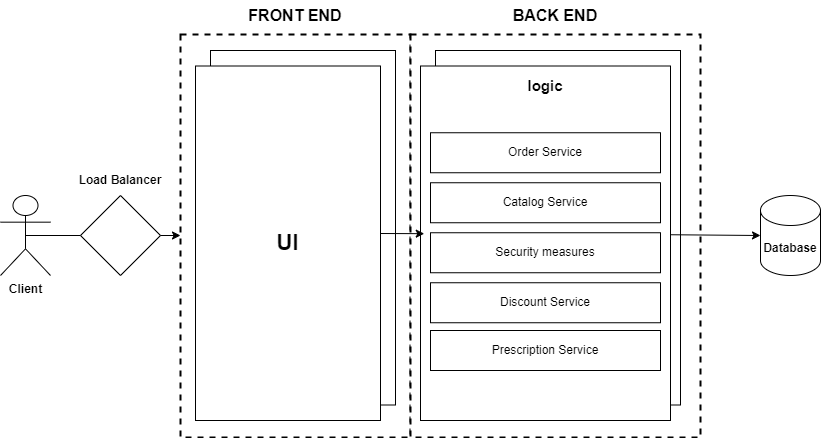 FRONT END
BACK END
logic
Order Service
Load Balancer
Catalog Service
UI
Security measures
Database
Client
Discount Service
Prescription Service